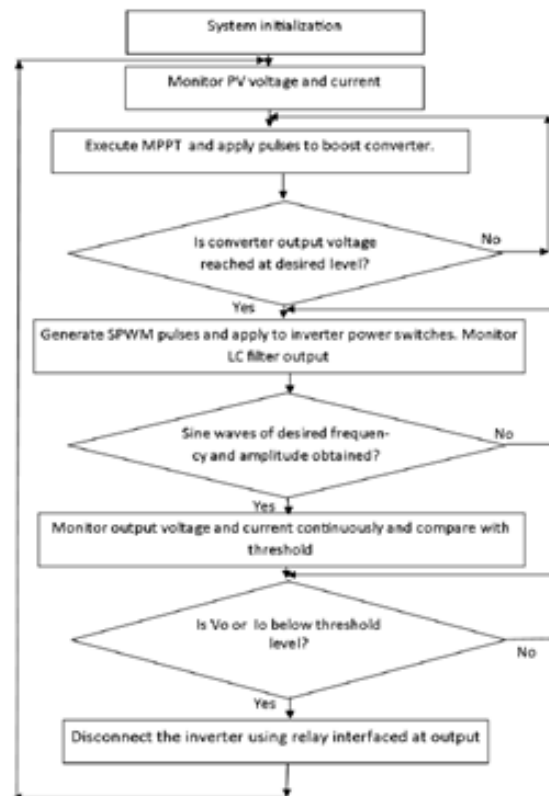 System initialization
Monitor PV voltage and current
Execute MPPT and apply pulses to boost converter.
Is converter output voltage
reached at desired level?
No
Yes
Generate SPWM pulses and apply to inverter power switches. Monitor
LC filter output
Sine waves of desired frequen-
cy and amplitude obtained?
No
Yes
Monitor output voltage and current continuously and compare with
threshold
Is Vo or Io below threshold
level?
No
Yes
Disconnect the inverter using relay interfaced at output